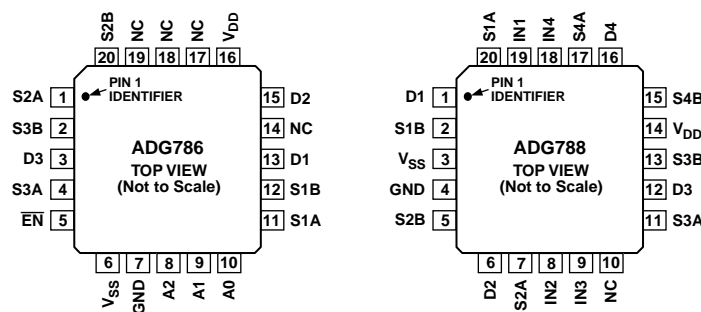 S2B NC NC NC VDD
20 19 18 17 16
PIN 1
IDENTIFIER
S2A 1
S3B 2
D3 3
S3A 4
EN 5
15 D2
14 NC
13 D1
12 S1B
11 S1A
ADG786
TOP VIEW
(Not to Scale)
6 7 8 9 10
VSS GND A2 A1 A0
S1A IN1 IN4 S4A D4
20 19 18 17 16
PIN 1
IDENTIFIER
D1 1
S1B 2
VSS 3
GND 4
S2B 5
15 S4B
14 VDD
13 S3B
12 D3
11 S3A
ADG788
TOP VIEW
(Not to Scale)
6 7 8 9 10
D2 S2A IN2 IN3 NC